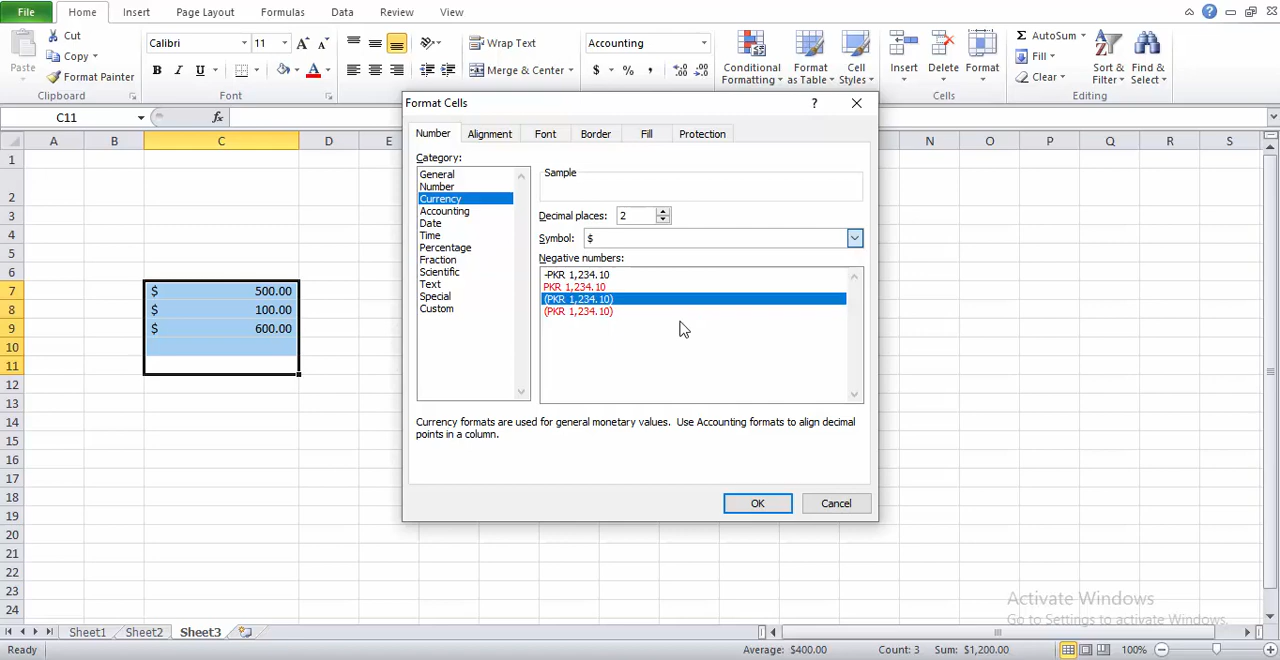 File Home Insert Page Layout Formulas Data Review View
Cut
Copy
Format Painter
Paste
Clipboard
Calibri 11
B I U
Font
Wrap Text
Merge & Center
Accounting
$ % ,
Conditional Formatting
Format as Table
Cell Styles
Insert Delete Format
Cells
AutoSum
Fill
Clear
Sort & Filter
Find & Select
Editing
C11 fx
A B C D E N O P Q R S
1
2
3
4
5
6
7 $ 500.00
8 $ 100.00
9 $ 600.00
10
11
12
13
14
15
16
17
18
19
20
21
22
23
24
Format Cells ?
Number Alignment Font Border Fill Protection
Category:
General
Number
Currency
Accounting
Date
Time
Percentage
Fraction
Scientific
Text
Special
Custom
Sample
Decimal places: 2
Symbol: $
Negative numbers:
-PKR 1,234.10
PKR 1,234.10
(PKR 1,234.10)
(PKR 1,234.10)
Currency formats are used for general monetary values. Use Accounting formats to align decimal
points in a column.
OK Cancel
Activate Windows
Go to Settings to activate Windows.
Sheet1 Sheet2 Sheet3
Ready Average: $400.00 Count: 3 Sum: $1,200.00 100%